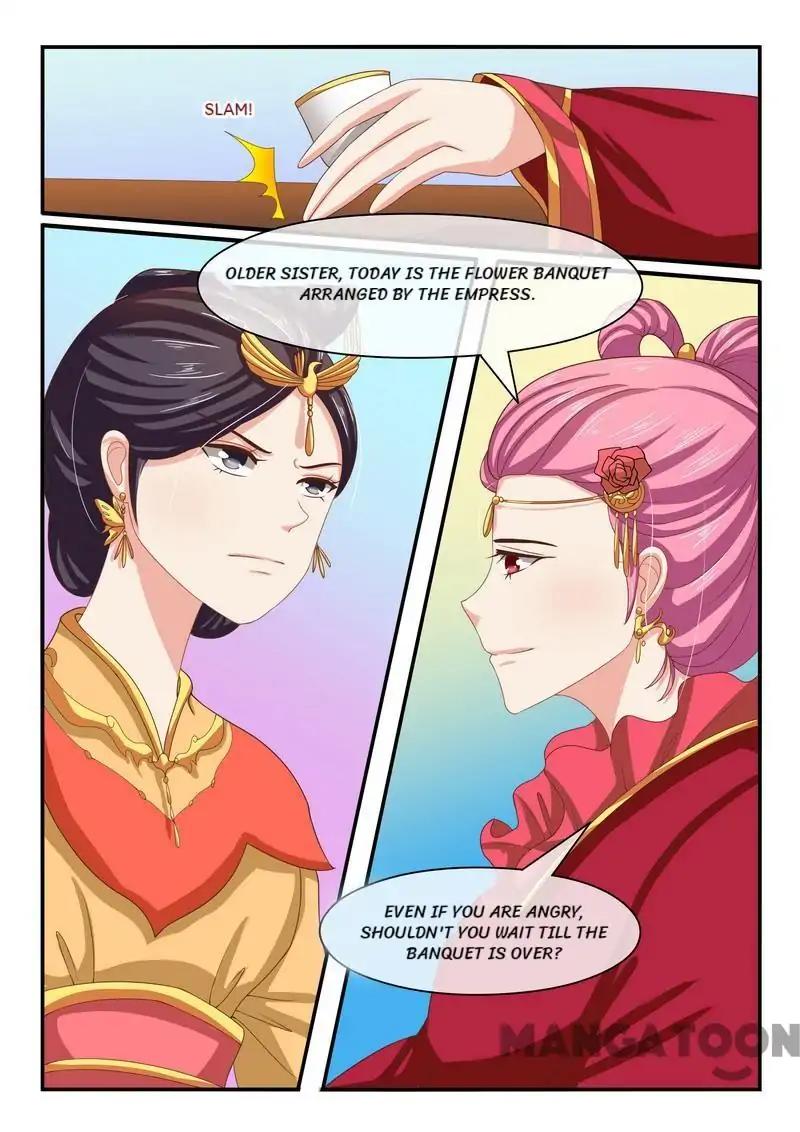 SLAM!
OLDER SISTER, TODAY IS THE FLOWER BANQUET
ARRANGED BY THE EMPRESS.
EVEN IF YOU ARE ANGRY,
SHOULDN'T YOU WAIT TILL THE
BANQUET IS OVER?
MANGATOON